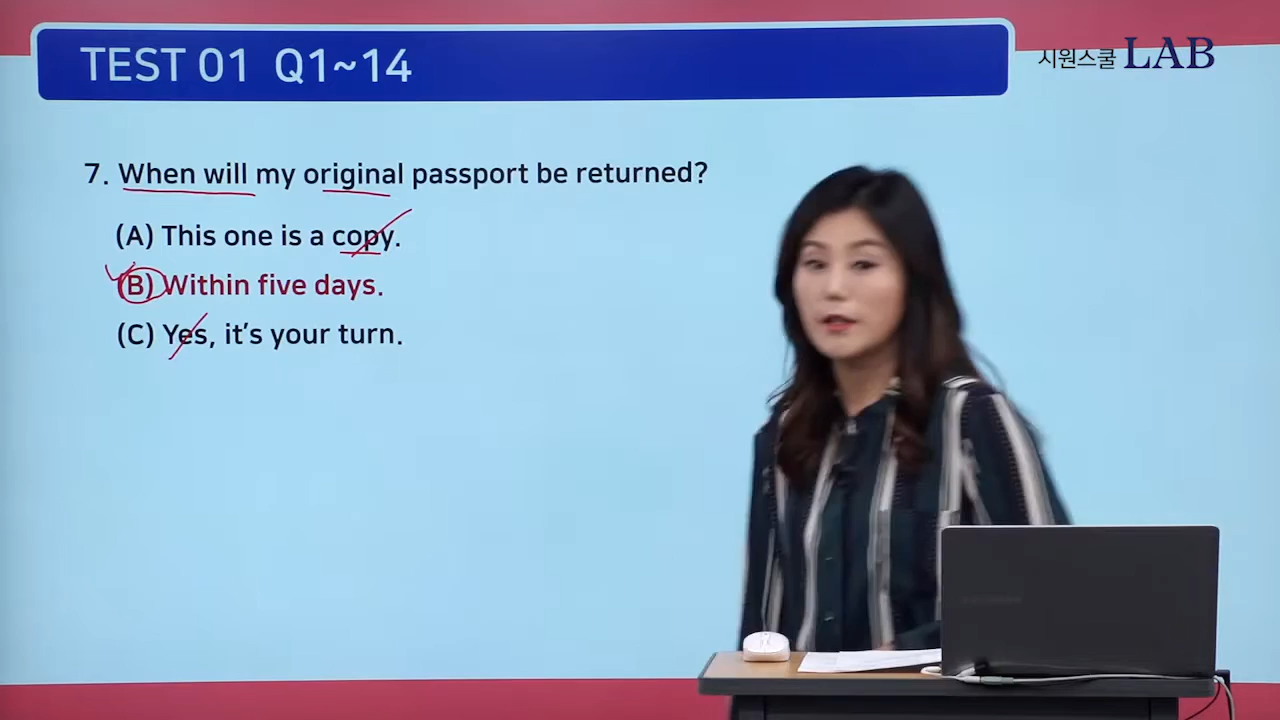 TEST 01 Q1~14
시원스쿨 LAB
7. When will my original passport be returned?
(A) This one is a copy.
(B) Within five days.
(C) Yes, it's your turn.